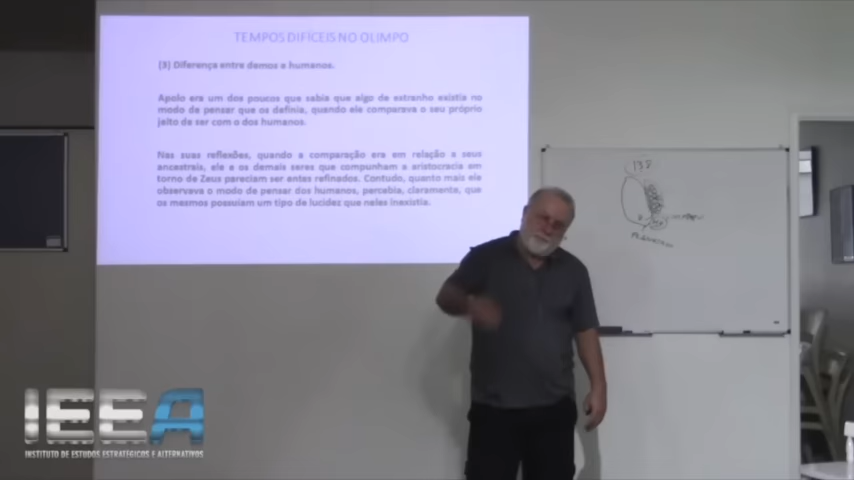 TEMPOS DIFÍCEIS NO OLIMPO
(3) Diferença entre demos e humanos.
Apolo era um dos poucos que sabia que algo de estranho existia no
modo de pensar que os definia, quando ele comparava o seu próprio
jeito de ser com o dos humanos.
Nas suas reflexões, quando a comparação era em relação a seus
ancestrais, ele e os demais seres que compunham a aristocracia em
torno de Zeus pareciam ser entes refinados. Contudo, quanto mais ele
observava o modo de pensar dos humanos, percebia, claramente, que
os mesmos possuíam um tipo de lucidez que neles inexistia.
IEEA
INSTITUTO DE ESTUDOS ESTRATÉGICOS E ALTERNATIVOS